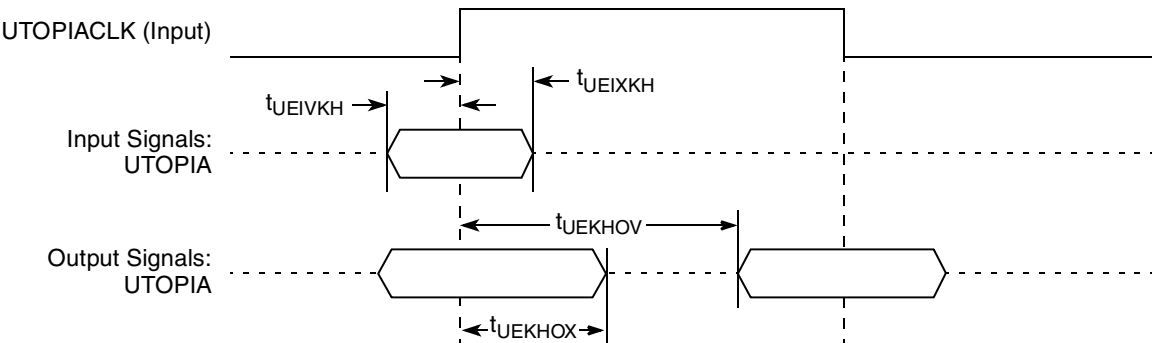 UTOPIACLK (Input)
tUEIXKH
tUEIVKH
Input Signals:
UTOPIA
tUEKHOV
Output Signals:
UTOPIA
tUEKHOX